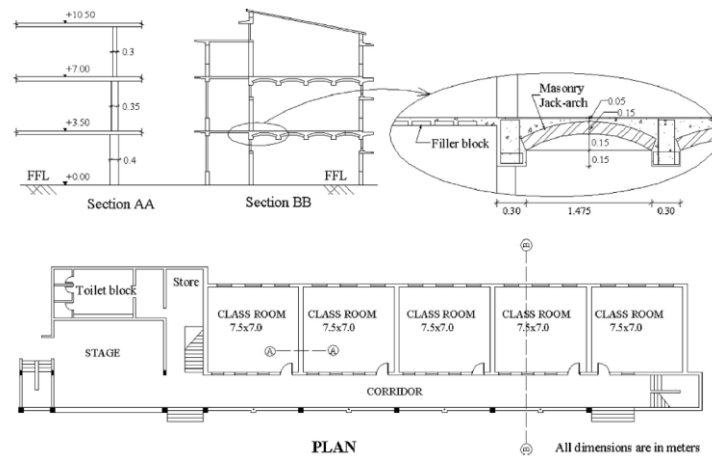 +10.50
0.3
+7.00
0.35
+3.50
0.4
FFL
+0.00
Section AA
Section BB
FFL
Masonry
Jack-arch
0.05
0.15
Filler block
0.15
0.15
0.30
1.475
0.30
B
Toilet block
Store
CLASS ROOM
7.5x7.0
CLASS ROOM
7.5x7.0
CLASS ROOM
7.5x7.0
CLASS ROOM
7.5x7.0
CLASS ROOM
7.5x7.0
STAGE
A
A
CORRIDOR
B
PLAN
All dimensions are in meters